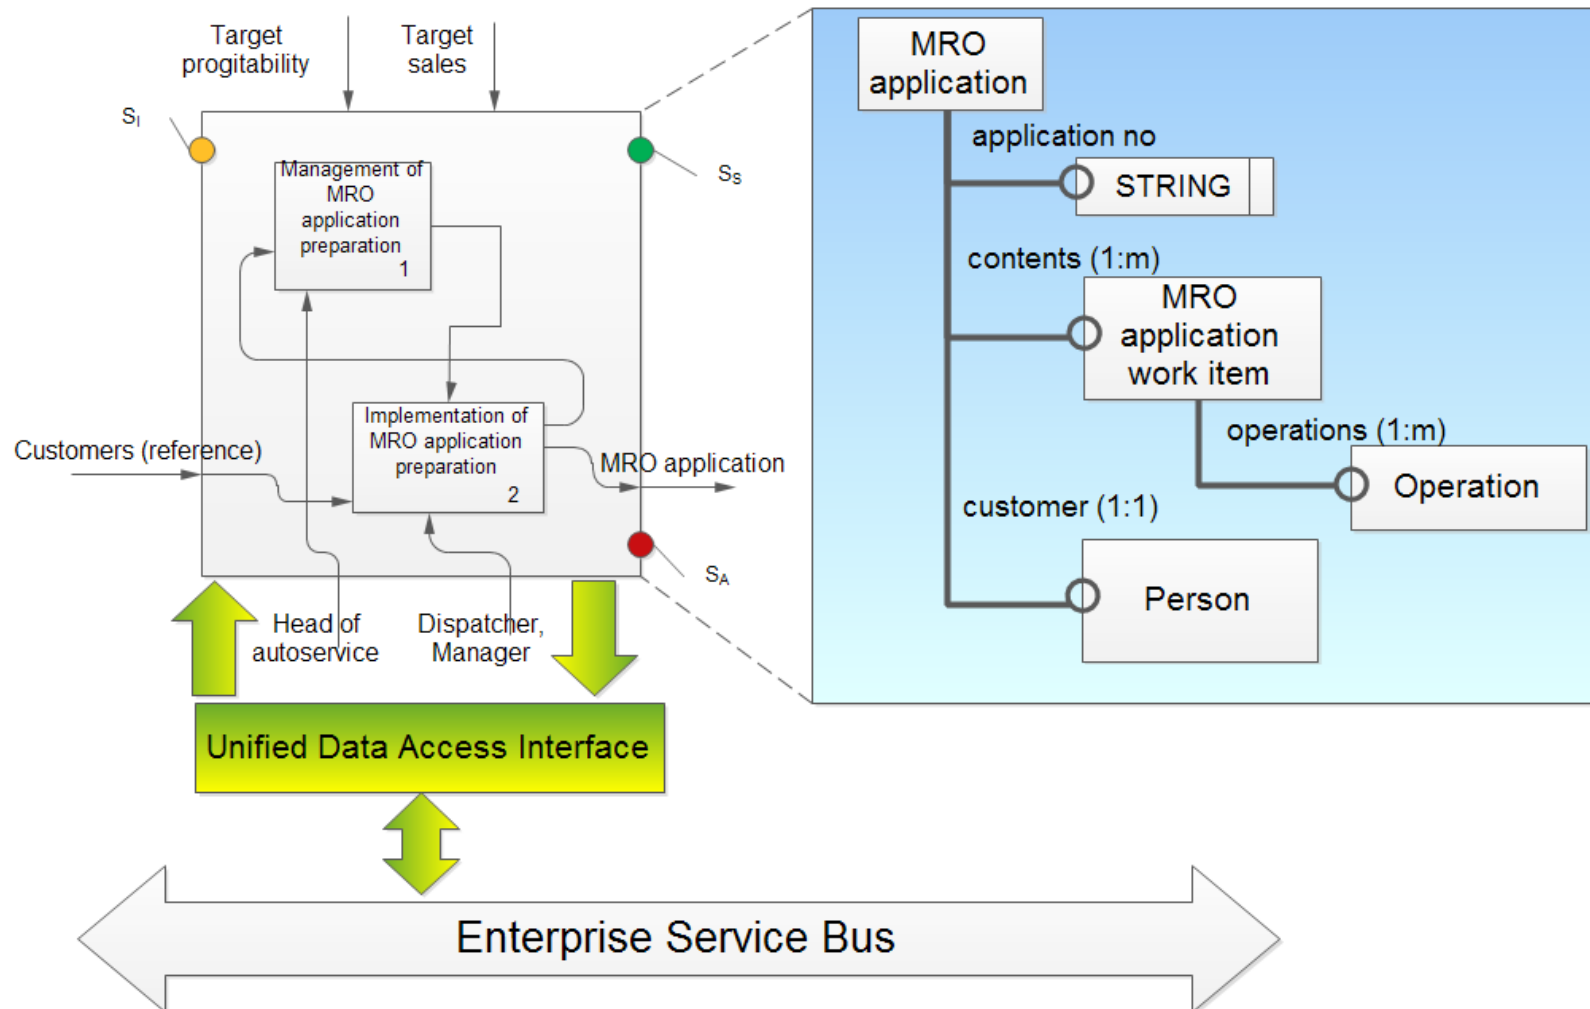 Target
progitability
Target
sales
S_I
S_S
Management of
MRO
application
preparation
1
Implementation of
MRO application
preparation
2
Customers (reference)
MRO application
S_A
Head of
autoservice
Dispatcher,
Manager
Unified Data Access Interface
Enterprise Service Bus
MRO
application
application no
STRING
contents (1:m)
MRO
application
work item
operations (1:m)
Operation
customer (1:1)
Person